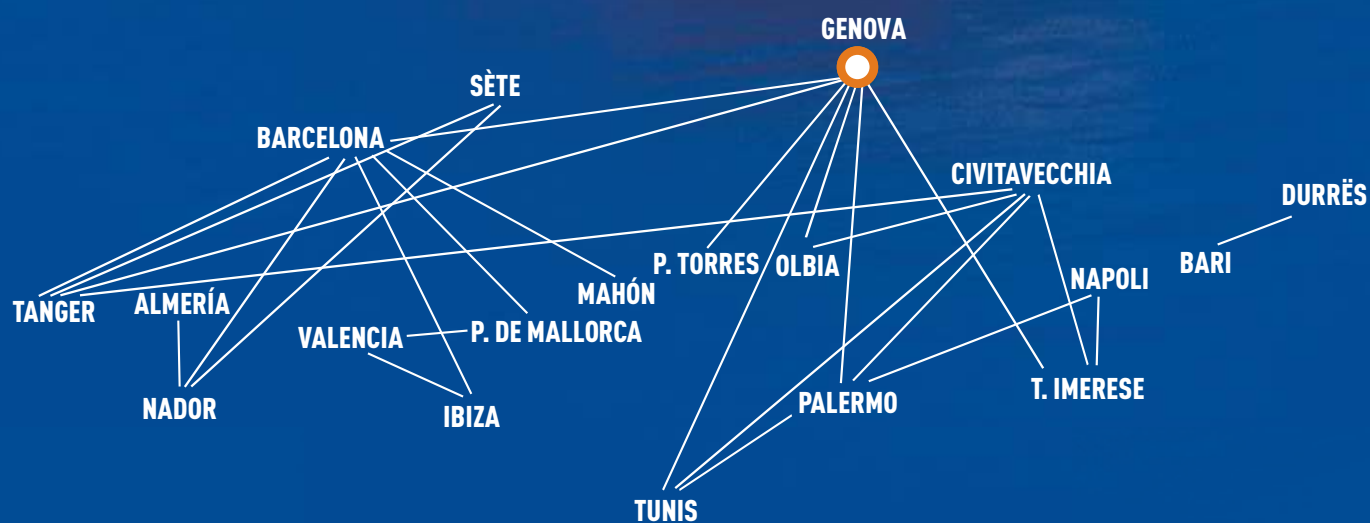 GENOVA
SÈTE
BARCELONA
CIVITAVECCHIA
DURRËS
P. TORRES
OLBIA
BARI
NAPOLI
MAHÓN
TANGER
ALMERÍA
VALENCIA
P. DE MALLORCA
T. IMERESE
PALERMO
NADOR
IBIZA
TUNIS